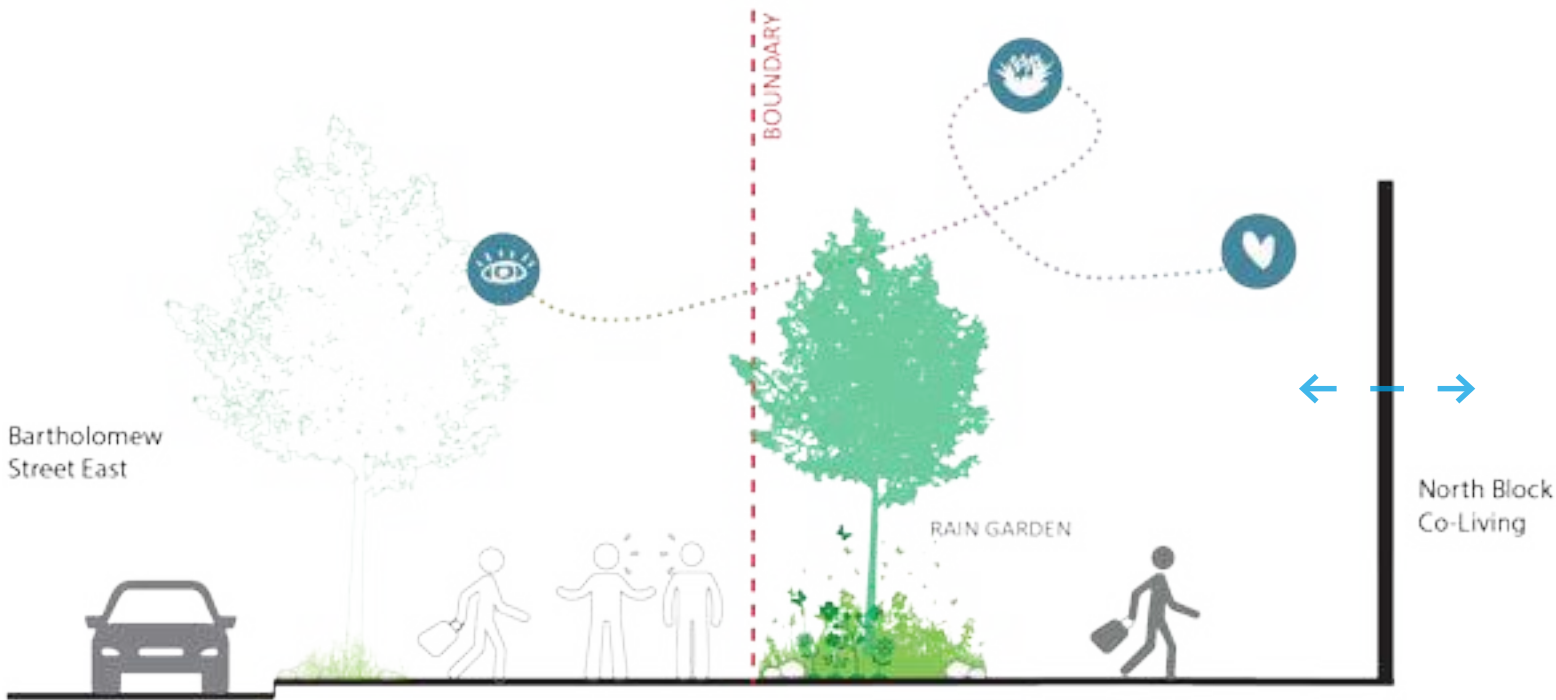 BOUNDARY
Bartholomew
Street East
RAIN GARDEN
North Block
Co-Living